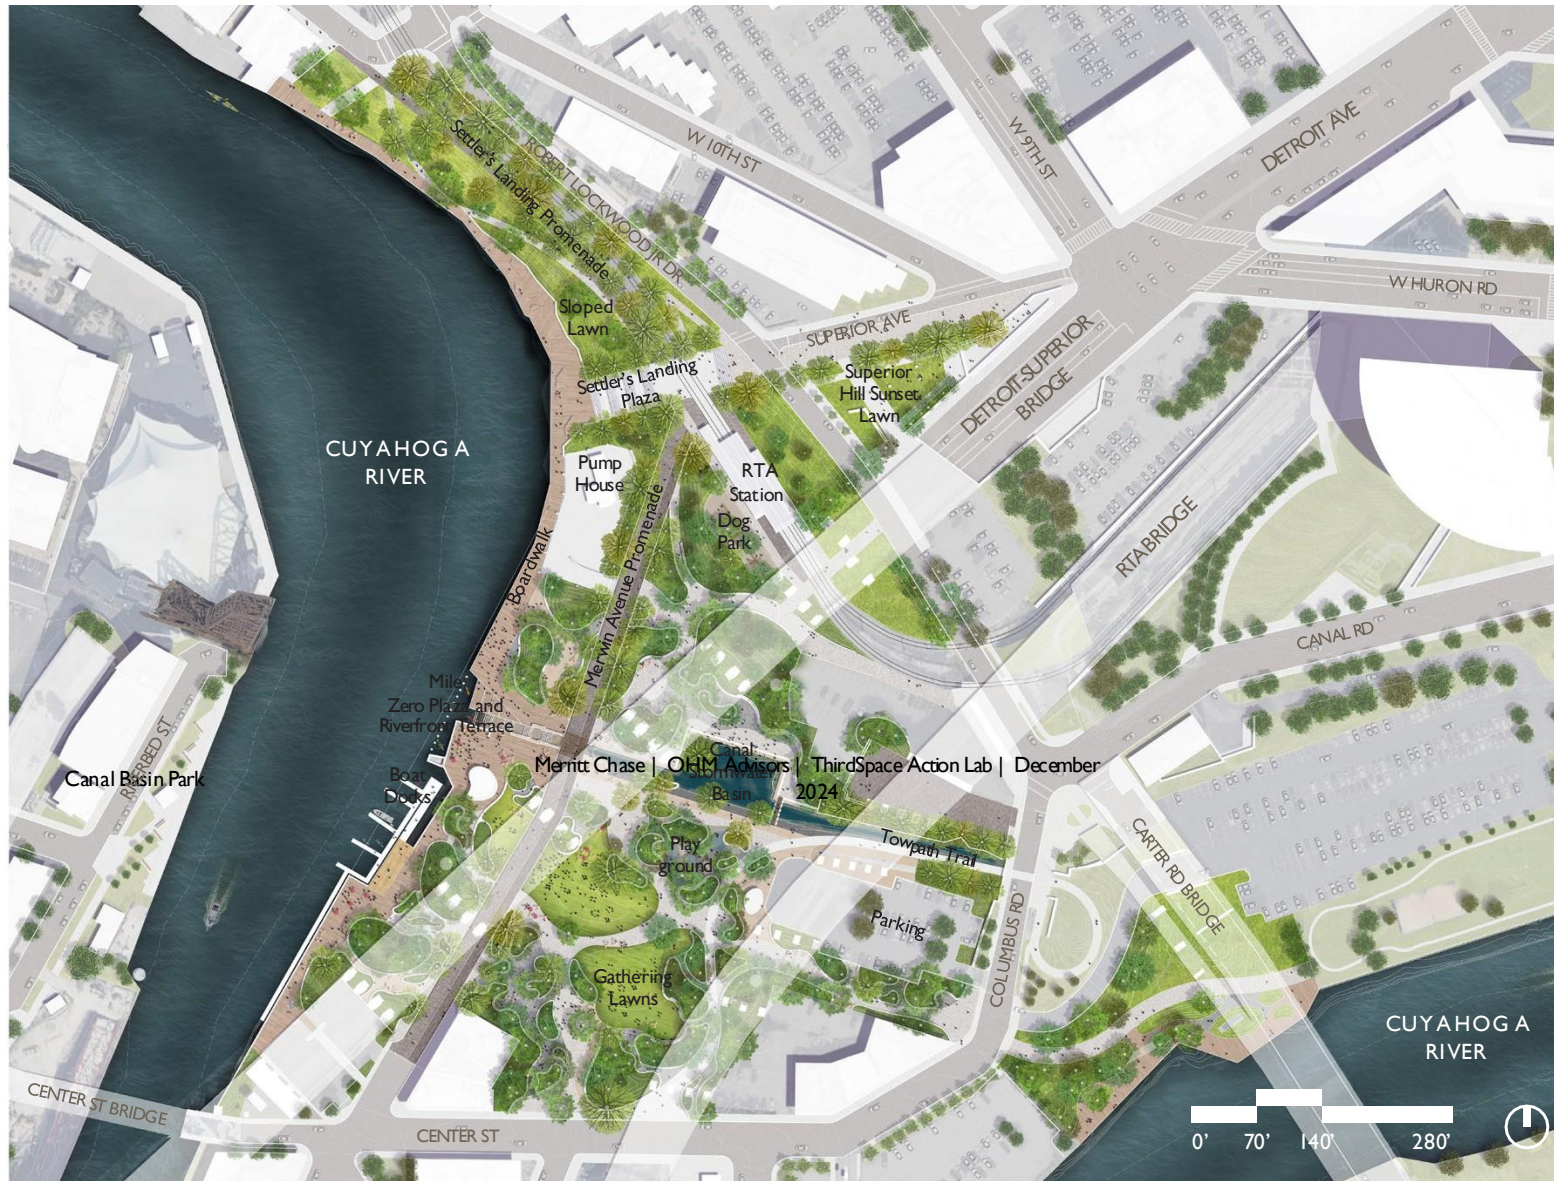 W 10TH ST
W 9TH ST
DETROIT AVE
Settler's Landing Promenade
ROBERT LOCKWOOD JR DR
W HURON RD
Sloped
Lawn
SUPERIOR AVE
DETROIT-SUPERIOR
BRIDGE
Settler's Landing
Plaza
Superior
Hill Sunset
Lawn
CUYAHOGA
RIVER
Pump
House
RTA
Station
Dog
Park
RTA BRIDGE
Boardwalk
Merwin Avenue Promenade
CANAL RD
Mile
Zero Plaza and
Riverfront Terrace
RIVERBED ST
Canal Basin Park
Boat
Docks
Canal
Stormwater
Basin
Merritt Chase | OHM Advisors | ThirdSpace Action Lab | December
2024
Play
ground
Towpath Trail
CARTER RD BRIDGE
Parking
COLUMBUS RD
Gathering
Lawns
CUYAHOGA
RIVER
CENTER ST BRIDGE
CENTER ST
0' 70' 140' 280'